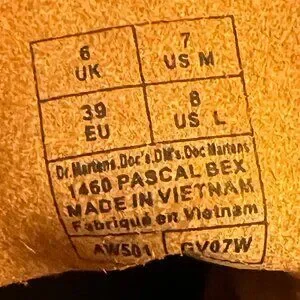 6 UK 7 US M
39 EU 8 US L
Dr. Martens. Doc's. DM's. Doc Martens
1460 PASCAL BEX
MADE IN VIETNAM
Fabriqué en Vietnam
AW501 GV07W